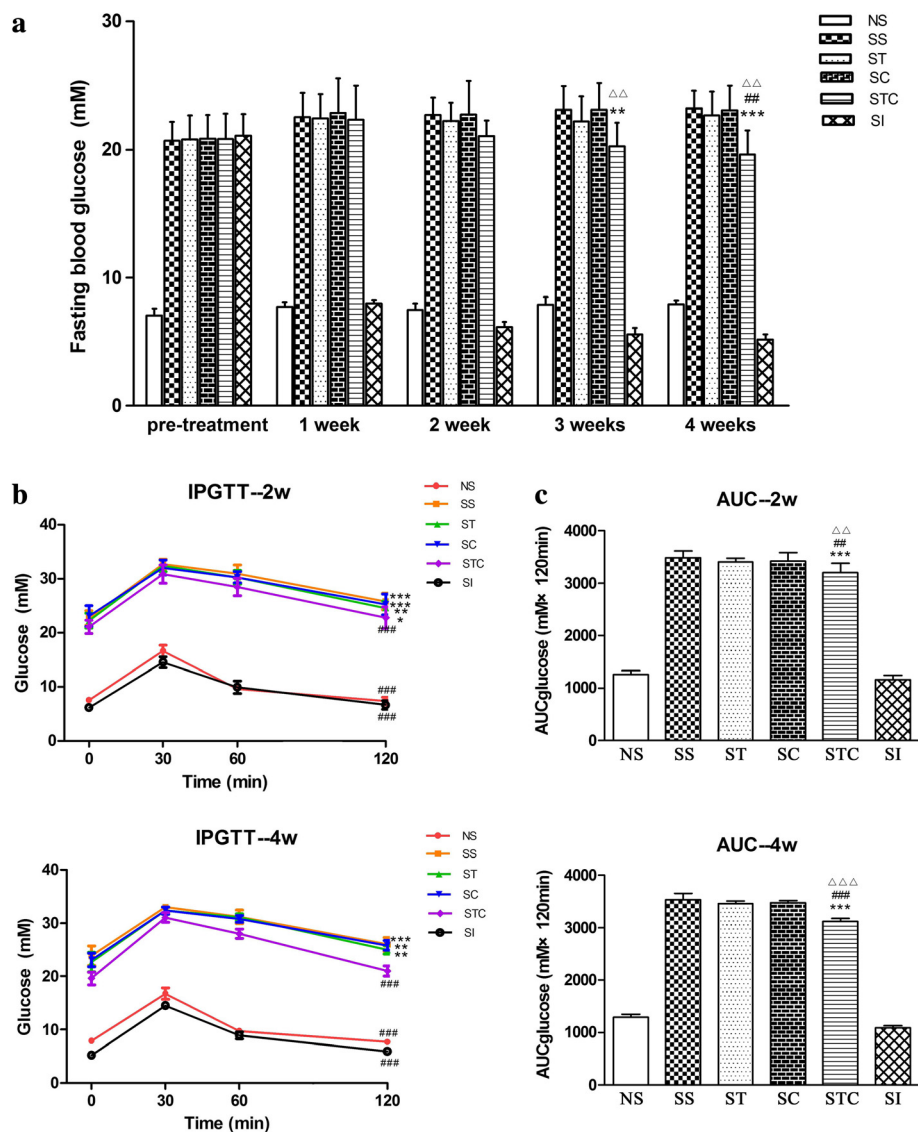 a
Fasting blood glucose (mM)
30
20
10
0
△△
**
△△
##
***
pre-treatment 1 week 2 week 3 weeks 4 weeks
NS
SS
ST
SC
STC
SI
b
IPGTT--2w
Glucose (mM)
40
30
20
10
0
***
***
**
*
###
###
###
0 30 60 120
Time (min)
NS
SS
ST
SC
STC
SI
c
AUC--2w
AUCglucose (mM× 120min)
4000
3000
2000
1000
0
△△
##
***
NS SS ST SC STC SI
IPGTT--4w
Glucose (mM)
40
30
20
10
0
***
**
**
###
###
###
0 30 60 120
Time (min)
NS
SS
ST
SC
STC
SI
AUC--4w
AUCglucose (mM× 120min)
4000
3000
2000
1000
0
△△△
###
***
NS SS ST SC STC SI